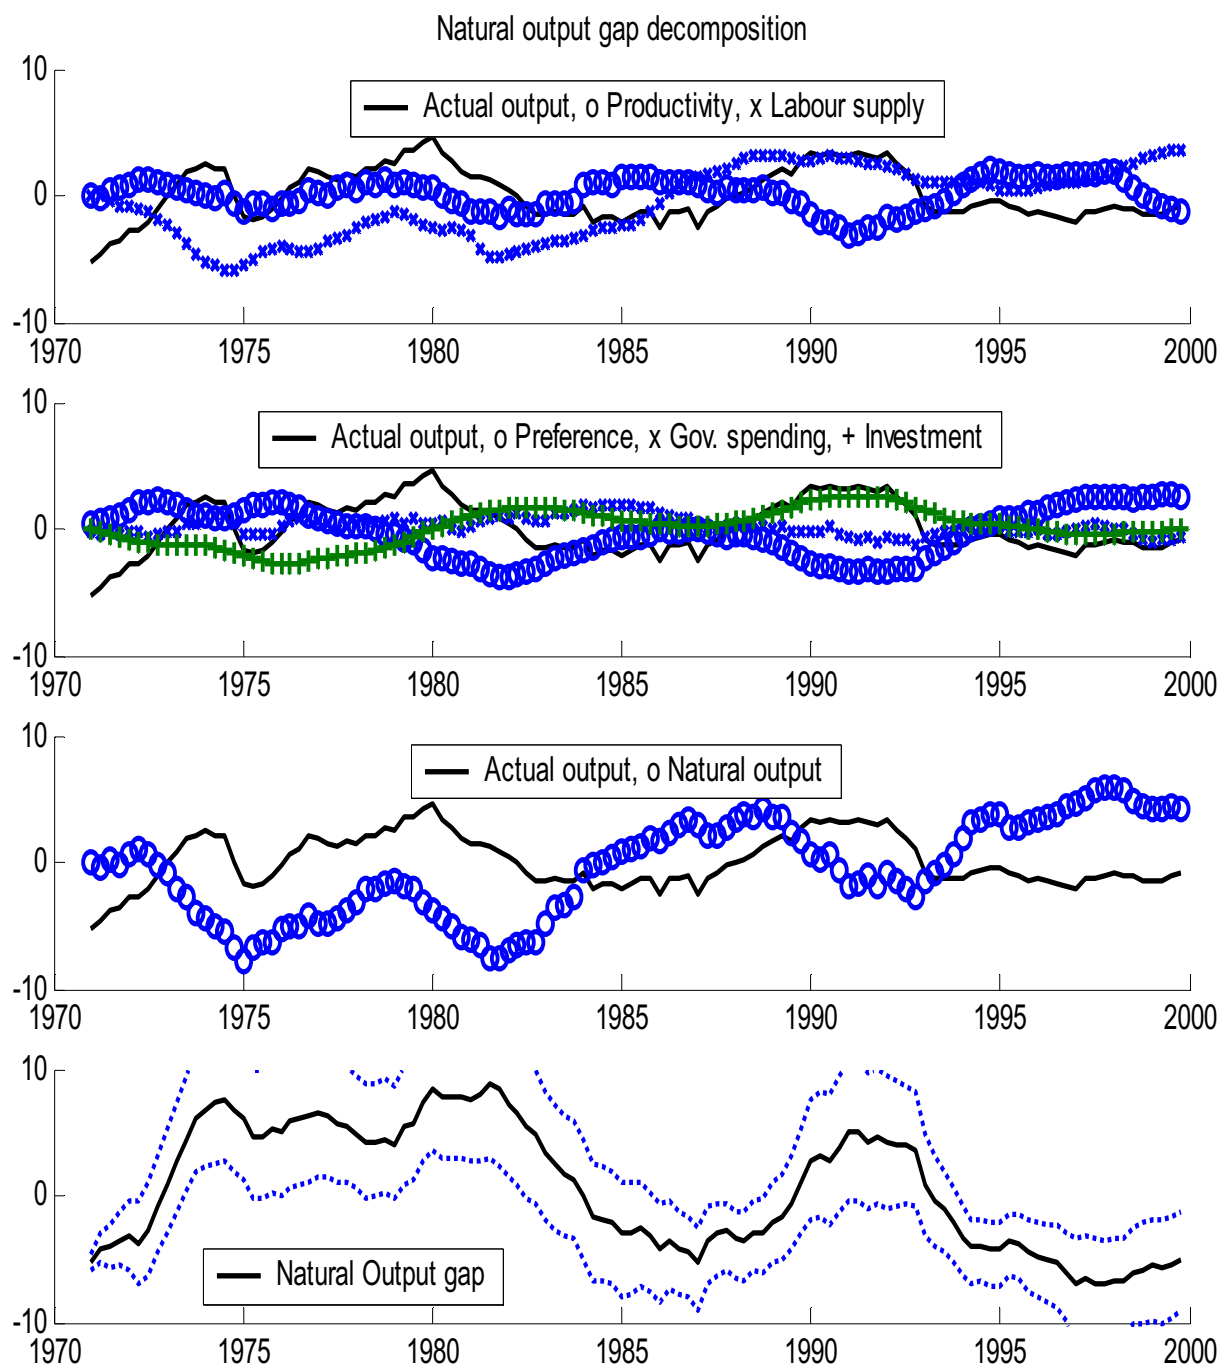 Natural output gap decomposition
10
Actual output, o Productivity, x Labour supply
0
-10
1970 1975 1980 1985 1990 1995 2000
10
Actual output, o Preference, x Gov. spending, + Investment
0
-10
1970 1975 1980 1985 1990 1995 2000
10
Actual output, o Natural output
0
-10
1970 1975 1980 1985 1990 1995 2000
10
0
Natural Output gap
-10
1970 1975 1980 1985 1990 1995 2000